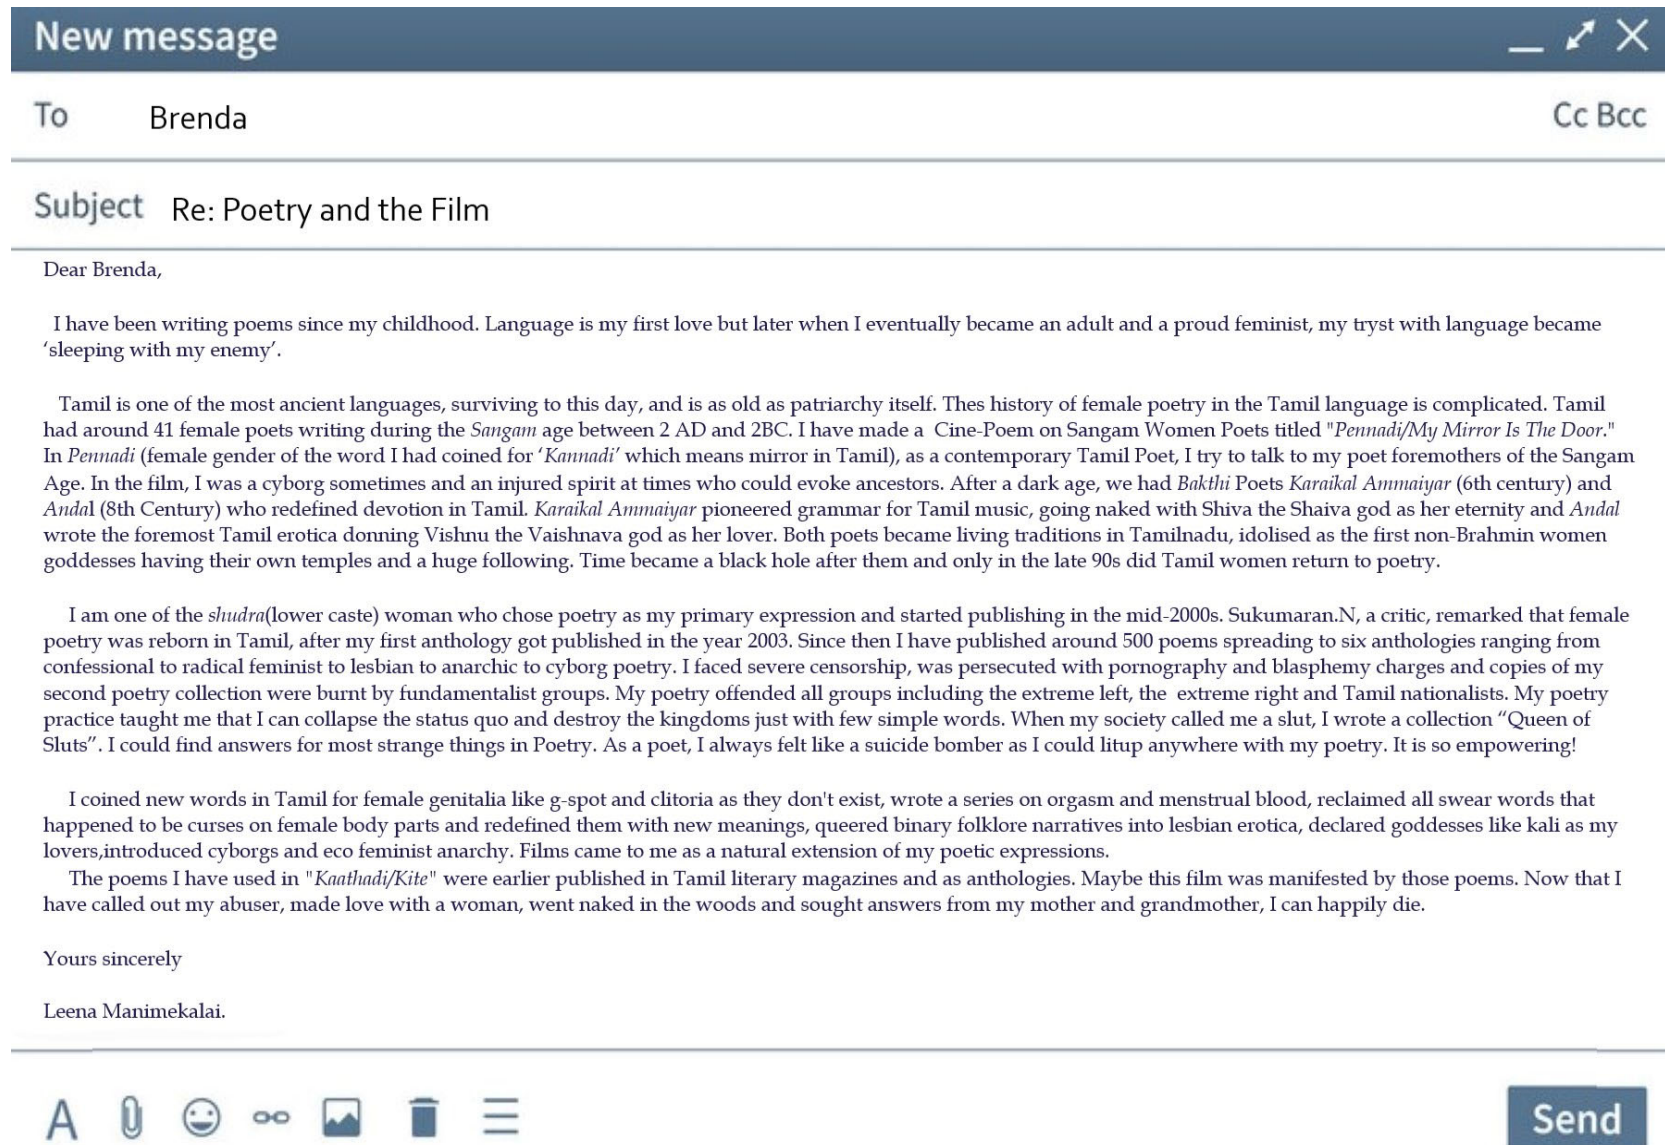 New message
To Brenda Cc Bcc
Subject Re: Poetry and the Film
Dear Brenda,
I have been writing poems since my childhood. Language is my first love but later when I eventually became an adult and a proud feminist, my tryst with language became
‘sleeping with my enemy’.
Tamil is one of the most ancient languages, surviving to this day, and is as old as patriarchy itself. Thes history of female poetry in the Tamil language is complicated. Tamil
had around 41 female poets writing during the Sangam age between 2 AD and 2BC. I have made a Cine-Poem on Sangam Women Poets titled "Pennadi/My Mirror Is The Door."
In Pennadi (female gender of the word I had coined for ‘Kannadi’ which means mirror in Tamil), as a contemporary Tamil Poet, I try to talk to my poet foremothers of the Sangam
Age. In the film, I was a cyborg sometimes and an injured spirit at times who could evoke ancestors. After a dark age, we had Bakthi Poets Karaikal Ammaiyar (6th century) and
Andal (8th Century) who redefined devotion in Tamil. Karaikal Ammaiyar pioneered grammar for Tamil music, going naked with Shiva the Shaiva god as her eternity and Andal
wrote the foremost Tamil erotica donning Vishnu the Vaishnava god as her lover. Both poets became living traditions in Tamilnadu, idolised as the first non-Brahmin women
goddesses having their own temples and a huge following. Time became a black hole after them and only in the late 90s did Tamil women return to poetry.
I am one of the shudra(lower caste) woman who chose poetry as my primary expression and started publishing in the mid-2000s. Sukumaran.N, a critic, remarked that female
poetry was reborn in Tamil, after my first anthology got published in the year 2003. Since then I have published around 500 poems spreading to six anthologies ranging from
confessional to radical feminist to lesbian to anarchic to cyborg poetry. I faced severe censorship, was persecuted with pornography and blasphemy charges and copies of my
second poetry collection were burnt by fundamentalist groups. My poetry offended all groups including the extreme left, the extreme right and Tamil nationalists. My poetry
practice taught me that I can collapse the status quo and destroy the kingdoms just with few simple words. When my society called me a slut, I wrote a collection “Queen of
Sluts”. I could find answers for most strange things in Poetry. As a poet, I always felt like a suicide bomber as I could litup anywhere with my poetry. It is so empowering!
I coined new words in Tamil for female genitalia like g-spot and clitoria as they don't exist, wrote a series on orgasm and menstrual blood, reclaimed all swear words that
happened to be curses on female body parts and redefined them with new meanings, queered binary folklore narratives into lesbian erotica, declared goddesses like kali as my
lovers,introduced cyborgs and eco feminist anarchy. Films came to me as a natural extension of my poetic expressions.
The poems I have used in "Kaathadi/Kite" were earlier published in Tamil literary magazines and as anthologies. Maybe this film was manifested by those poems. Now that I
have called out my abuser, made love with a woman, went naked in the woods and sought answers from my mother and grandmother, I can happily die.
Yours sincerely
Leena Manimekalai.
A Send